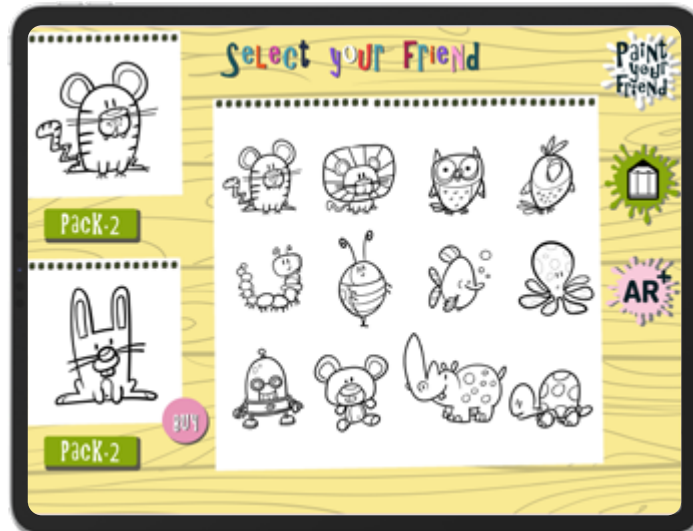 Select your Friend
Paint
your
Friend
Pack-2
AR+
BUY
Pack-2